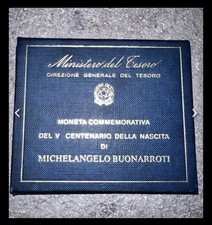 Ministero del Tesoro
DIREZIONE GENERALE DEL TESORO
MONETA COMMEMORATIVA
DEL V CENTENARIO DELLA NASCITA
DI
MICHELANGELO BUONARROTI